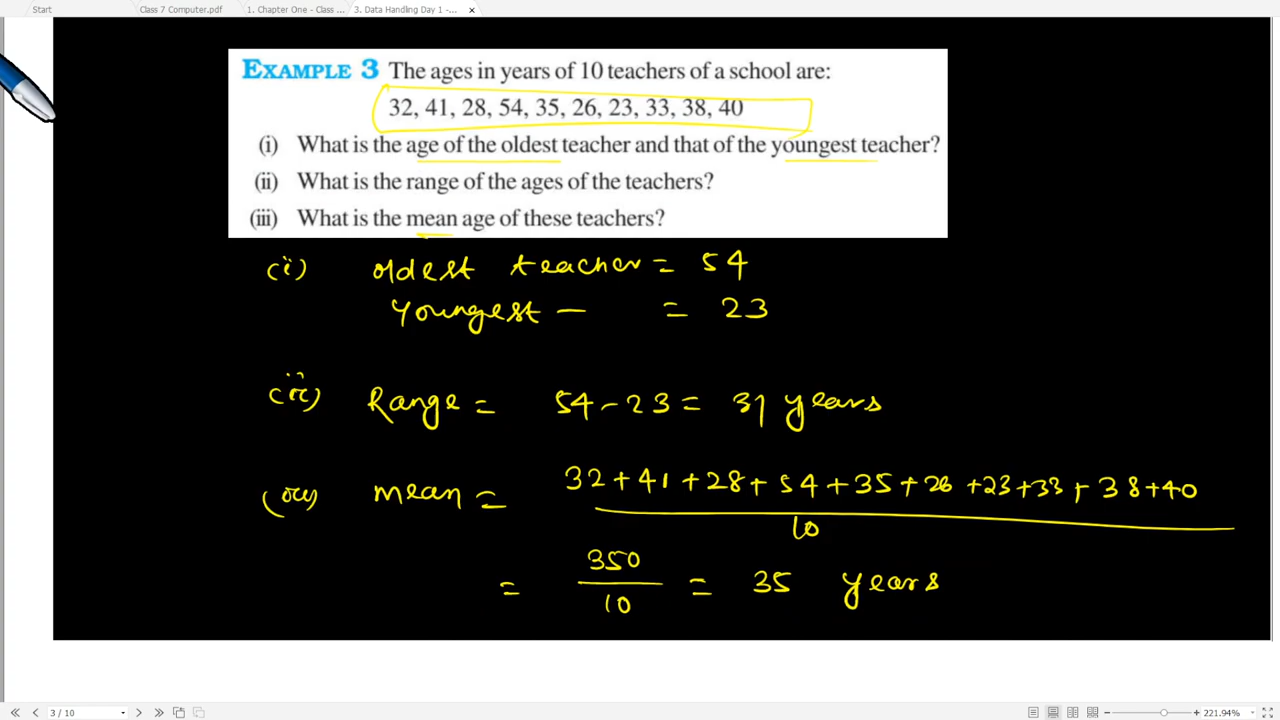 Start Class 7 Computer.pdf 1. Chapter One - Class ... 3. Data Handling Day 1 -... ×
EXAMPLE 3 The ages in years of 10 teachers of a school are:
32, 41, 28, 54, 35, 26, 23, 33, 38, 40
(i) What is the age of the oldest teacher and that of the youngest teacher?
(ii) What is the range of the ages of the teachers?
(iii) What is the mean age of these teachers?
(i) oldest teacher = 54
Youngest — = 23
(ii) Range = 54-23 = 31 years
mean = 32+41+28+54+35+26+23+33+38+40
10
= 350 = 35 years
10
3 / 10 221.94%